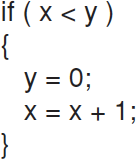 if ( x < y )
{
y = 0;
x = x + 1;
}